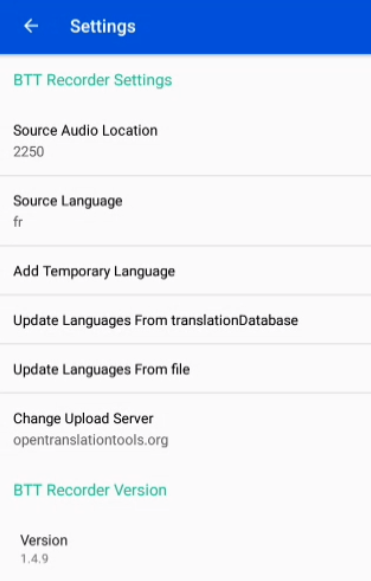 Settings
BTT Recorder Settings
Source Audio Location
2250
Source Language
fr
Add Temporary Language
Update Languages From translationDatabase
Update Languages From file
Change Upload Server
opentranslationtools.org
BTT Recorder Version
Version
1.4.9